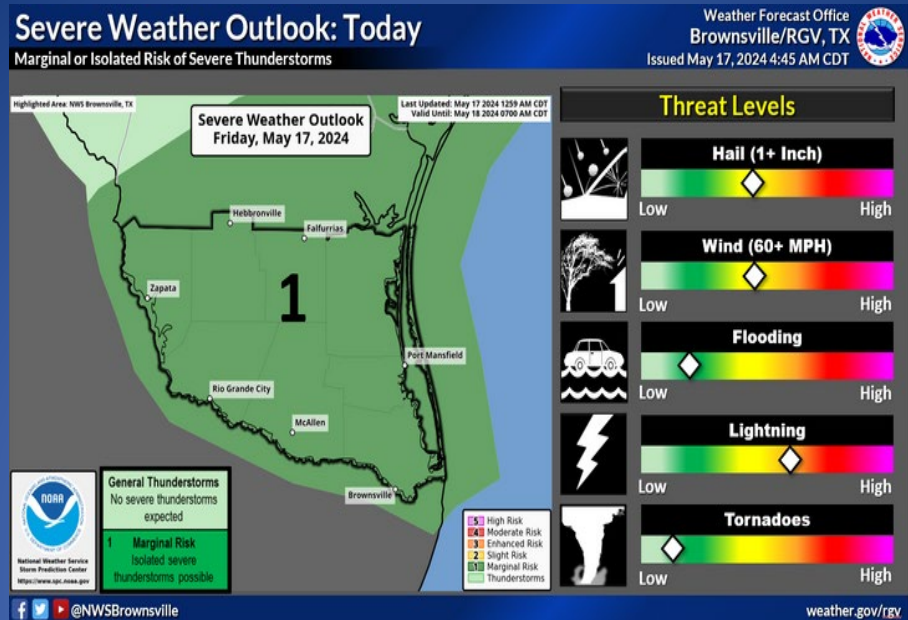 Severe Weather Outlook: Today
Marginal or Isolated Risk of Severe Thunderstorms
Weather Forecast Office
Brownsville/RGV, TX
Issued May 17, 2024 4:45 AM CDT
Highlighted Area: NWS Brownsville, TX
Last Updated: May 17 2024 1259 AM CDT
Valid Until: May 18 2024 0700 AM CDT
Severe Weather Outlook
Friday, May 17, 2024
Hebbronville
Falfurrias
Zapata
1
Port Mansfield
Rio Grande City
McAllen
Brownsville
NOAA
National Weather Service
Storm Prediction Center
https://www.spc.noaa.gov
General Thunderstorms
No severe thunderstorms
expected
1 Marginal Risk
Isolated severe
thunderstorms possible
5 High Risk
4 Moderate Risk
3 Enhanced Risk
2 Slight Risk
1 Marginal Risk
Thunderstorms
Threat Levels
Hail (1+ Inch)
Low High
Wind (60+ MPH)
Low High
Flooding
Low High
Lightning
Low High
Tornadoes
Low High
@NWSBrownsville
weather.gov/rgv